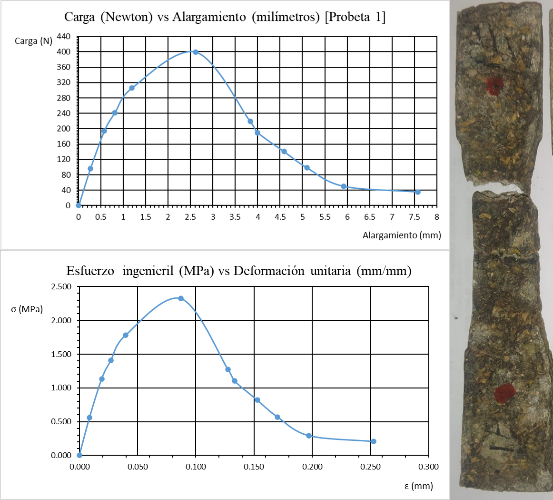 Carga (Newton) vs Alargamiento (milímetros) [Probeta 1]
Carga (N)
440
400
360
320
280
240
200
160
120
80
40
0
0 0.5 1 1.5 2 2.5 3 3.5 4 4.5 5 5.5 6 6.5 7 7.5 8
Alargamiento (mm)
Esfuerzo ingenieril (MPa) vs Deformación unitaria (mm/mm)
σ (MPa)
2.500
2.000
1.500
1.000
0.500
0.000
0.000 0.050 0.100 0.150 0.200 0.250 0.300
ε (mm)